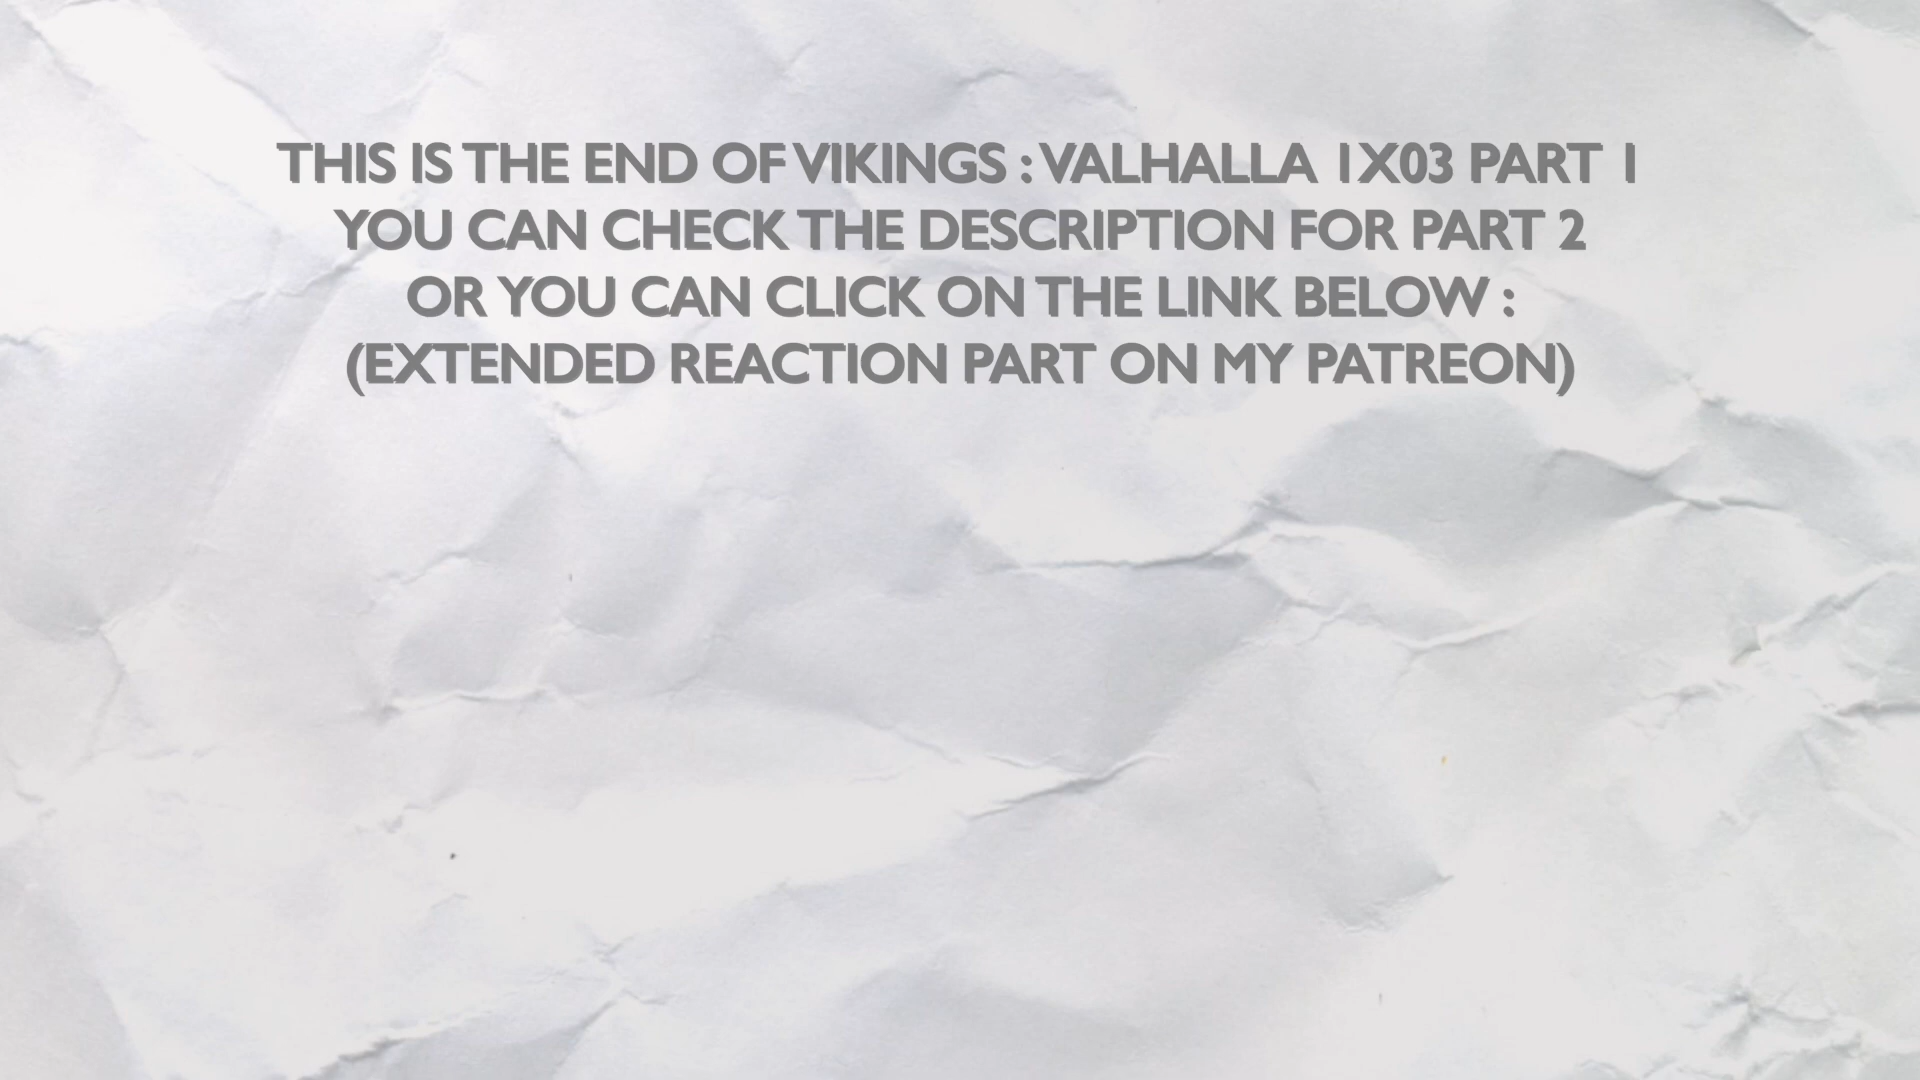 THIS IS THE END OF VIKINGS : VALHALLA 1X03 PART 1
YOU CAN CHECK THE DESCRIPTION FOR PART 2
OR YOU CAN CLICK ON THE LINK BELOW :
(EXTENDED REACTION PART ON MY PATREON)